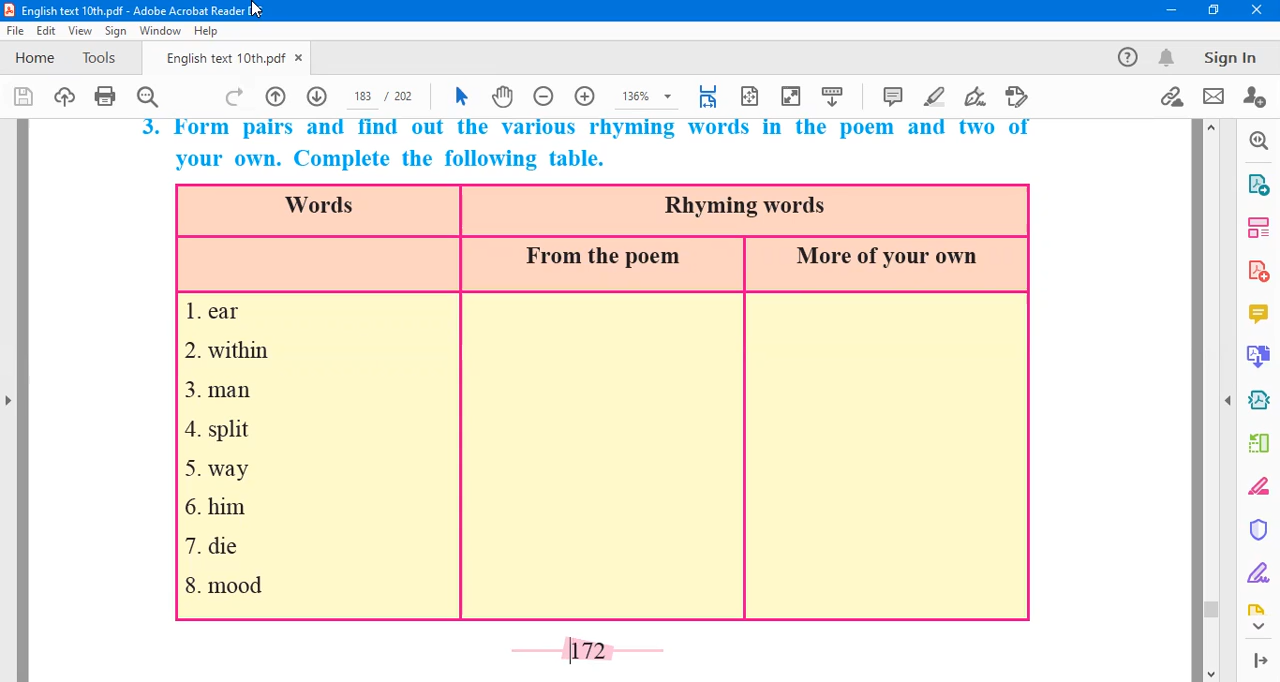 English text 10th.pdf - Adobe Acrobat Reader
File Edit View Sign Window Help
Home Tools English text 10th.pdf × Sign In
183 / 202 136%
3. Form pairs and find out the various rhyming words in the poem and two of
your own. Complete the following table.
Words Rhyming words
From the poem More of your own
1. ear
2. within
3. man
4. split
5. way
6. him
7. die
8. mood
172